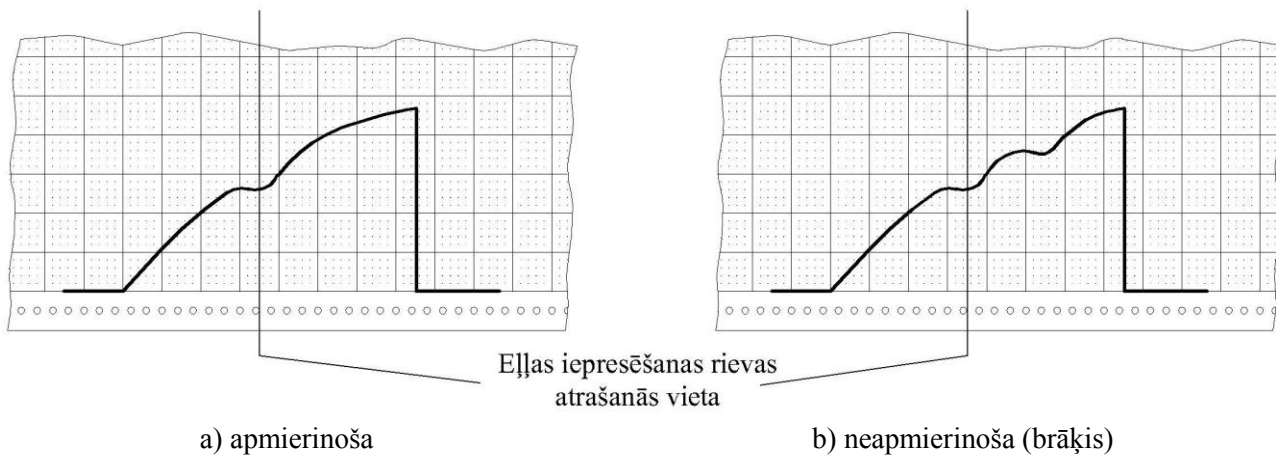 Eļļas iepresēšanas rievas
atrašanās vieta
a) apmierinoša
b) neapmierinoša (brāķis)